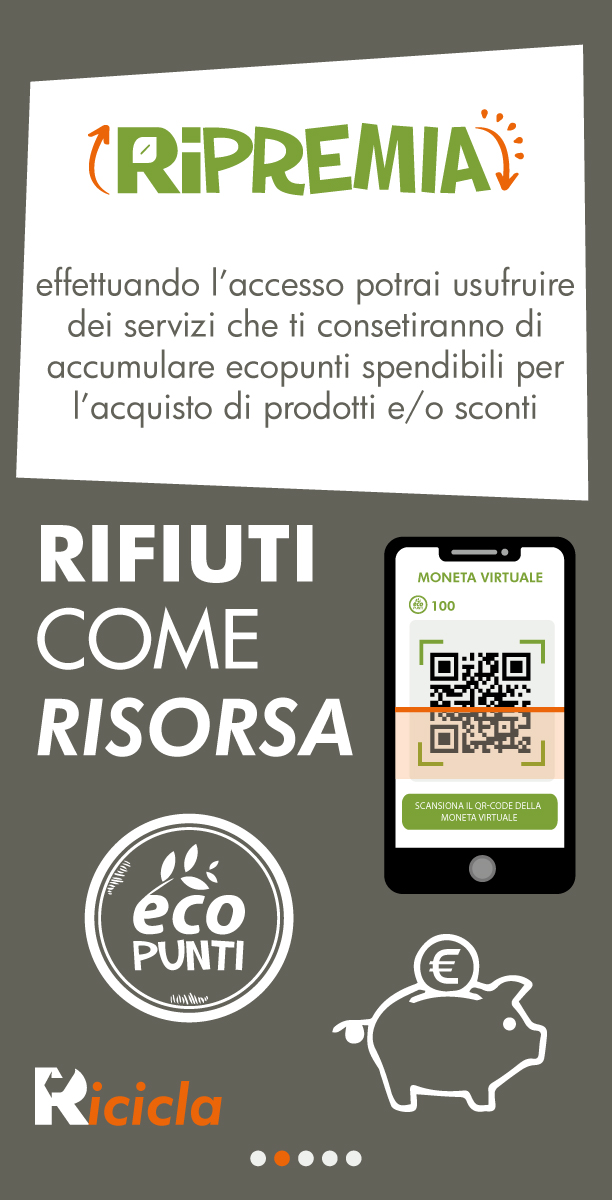 RiPREMIA
effettuando l’accesso potrai usufruire
dei servizi che ti consetiranno di
accumulare ecopunti spendibili per
l’acquisto di prodotti e/o sconti
RIFIUTI
COME
RISORSA
MONETA VIRTUALE
eco 100
SCANSIONA IL QR-CODE DELLA
MONETA VIRTUALE
eco
PUNTI
€
Ricicla